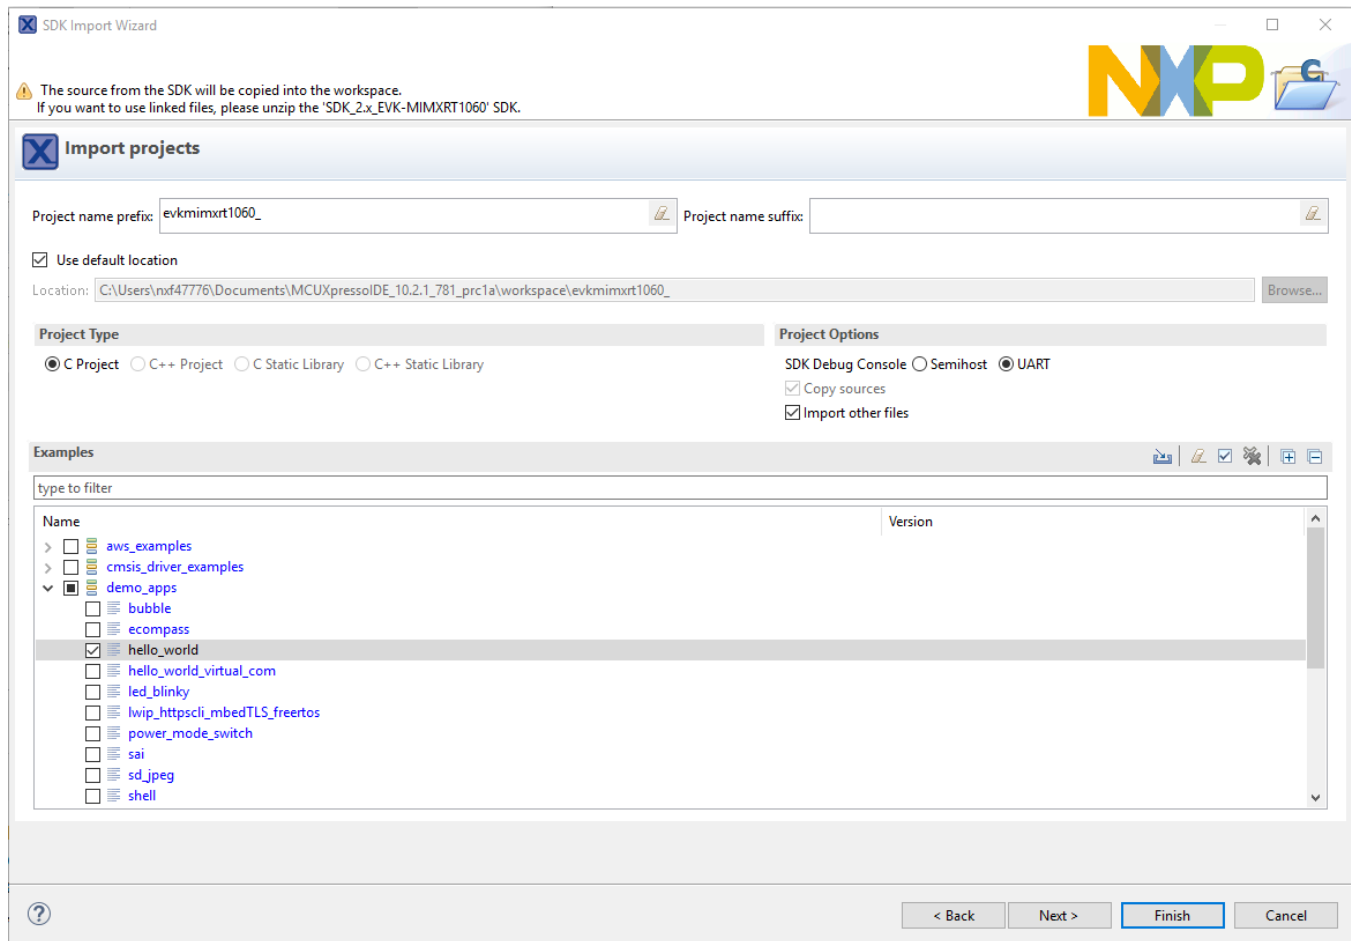 SDK Import Wizard
The source from the SDK will be copied into the workspace.
If you want to use linked files, please unzip the 'SDK_2.x_EVK-MIMXRT1060' SDK.
NXP
C
Import projects
Project name prefix: evkmimxrt1060_ Project name suffix:
Use default location
Location: C:\Users\nxf47776\Documents\MCUXpressoIDE_10.2.1_781_prc1a\workspace\evkmimxrt1060_ Browse...
Project Type Project Options
C Project C++ Project C Static Library C++ Static Library SDK Debug Console Semihost UART
Copy sources
Import other files
Examples
type to filter
Name Version
aws_examples
cmsis_driver_examples
demo_apps
bubble
ecompass
hello_world
hello_world_virtual_com
led_blinky
lwip_httpscli_mbedTLS_freertos
power_mode_switch
sai
sd_jpeg
shell
? < Back Next > Finish Cancel